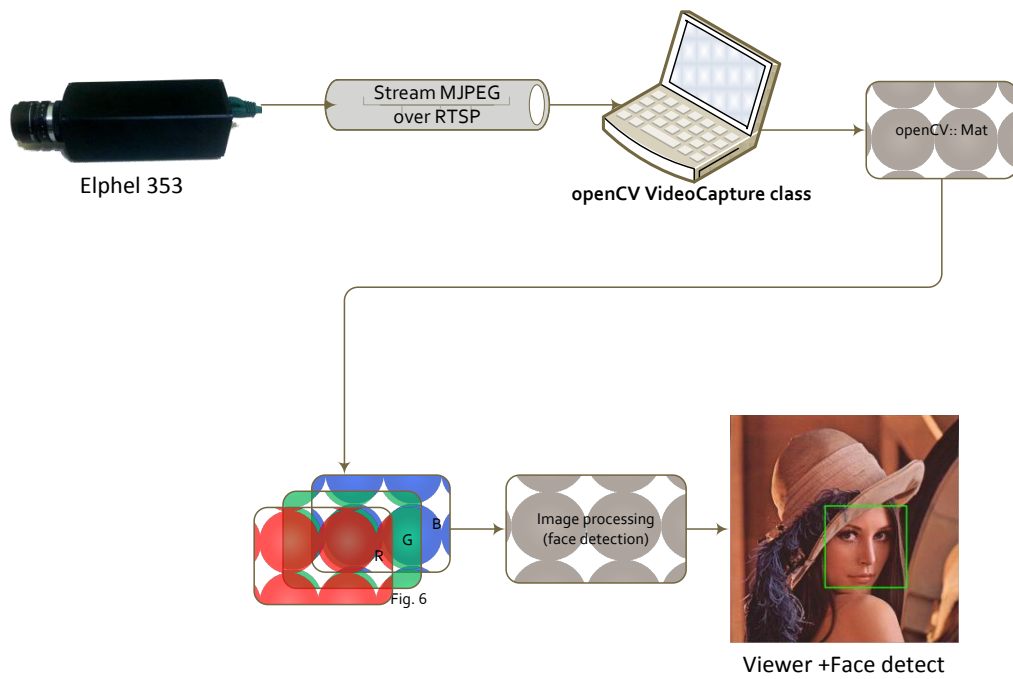 Elphel 353
Stream MJPEG
over RTSP
openCV VideoCapture class
openCV:: Mat
B
G
R
Fig. 6
Image processing
(face detection)
Viewer +Face detect